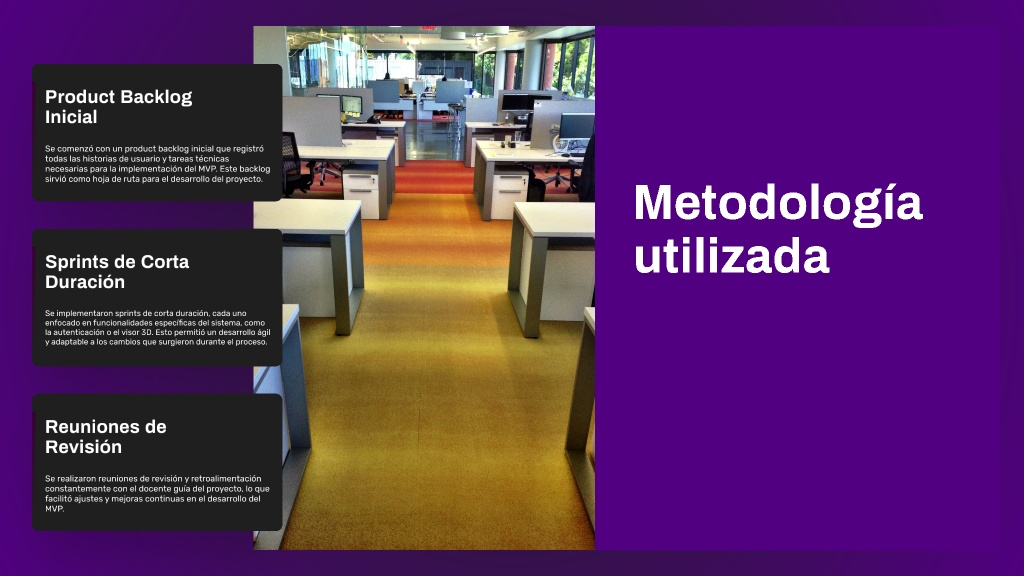 Product Backlog
Inicial
Se comenzó con un product backlog inicial que registró
todas las historias de usuario y tareas técnicas
necesarias para la implementación del MVP. Este backlog
sirvió como hoja de ruta para el desarrollo del proyecto.
Sprints de Corta
Duración
Se implementaron sprints de corta duración, cada uno
enfocado en funcionalidades específicas del sistema, como
la autenticación o el visor 3D. Esto permitió un desarrollo ágil
y adaptable a los cambios que surgieron durante el proceso.
Reuniones de
Revisión
Se realizaron reuniones de revisión y retroalimentación
constantemente con el docente guía del proyecto, lo que
facilitó ajustes y mejoras continuas en el desarrollo del
MVP.
Metodología
utilizada